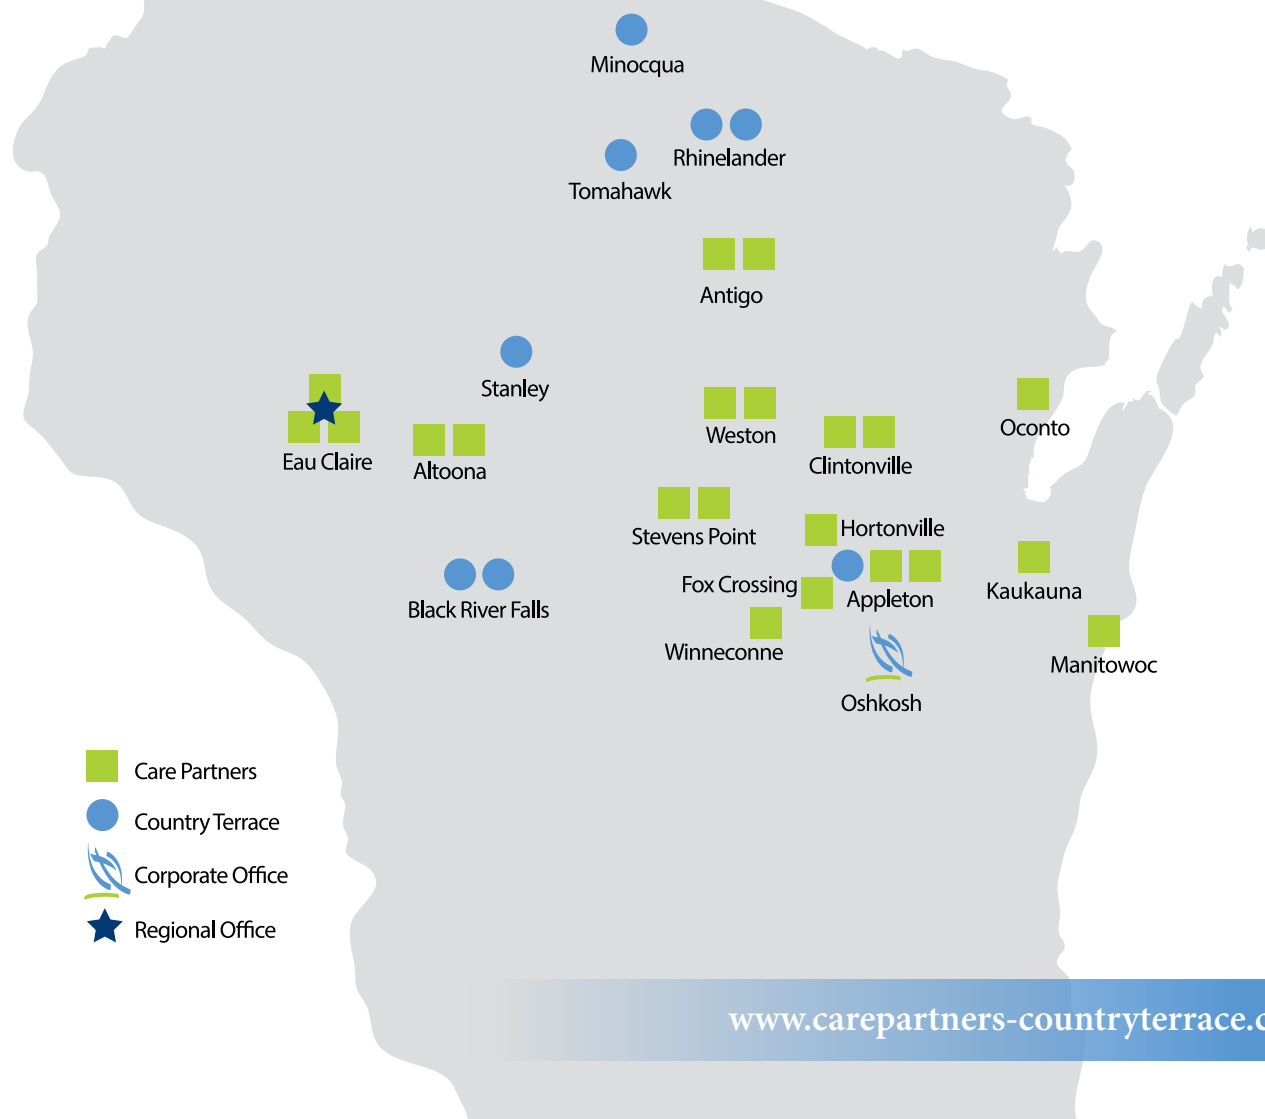 Minocqua
Rhinelander
Tomahawk
Antigo
Stanley
Weston
Oconto
Eau Claire
Altoona
Clintonville
Stevens Point
Hortonville
Fox Crossing
Appleton
Kaukauna
Black River Falls
Winneconne
Manitowoc
Oshkosh
Care Partners
Country Terrace
Corporate Office
Regional Office
www.carepartners-countryterrace.c